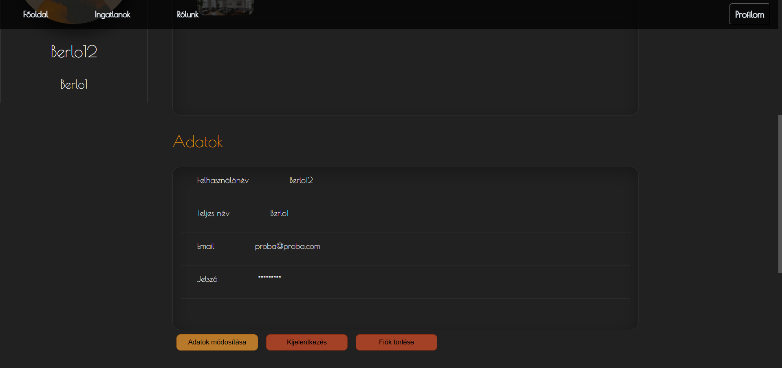 Főoldal Ingatlanok Rólunk Profilom
Berlo12
Berlo1
Adatok
Felhasználónév Berlo12
Teljes név Berlo1
Email proba@proba.com
Jelszó *********
Adatok módosítása Kijelendkezés Fiók törlése